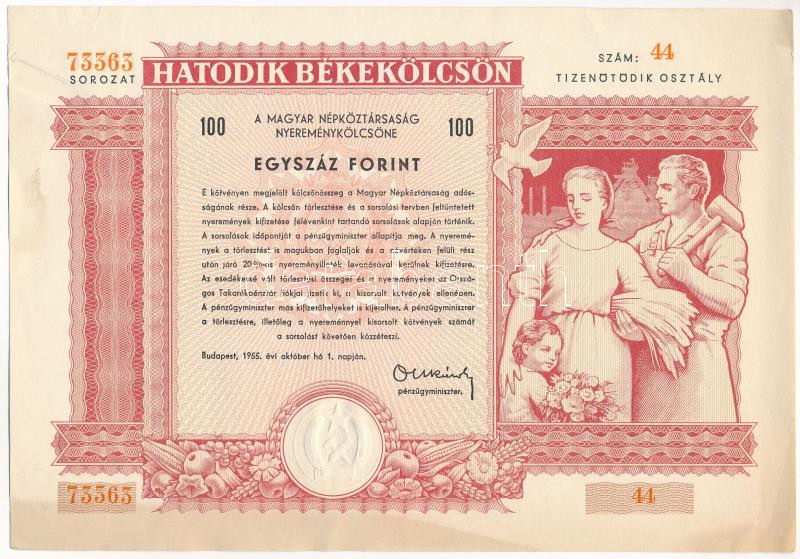 73363
SOROZAT
HATODIK BÉKEKÖLCSÖN
SZÁM: 44
TIZENÖTÖDIK OSZTÁLY
100 A MAGYAR NÉPKÖZTÁRSASÁG 100
NYEREMÉNYKÖLCSÖNE
EGYSZÁZ FORINT
E kötvényen megjelölt kölcsönösszeg a Magyar Népköztársaság adós-
ságának része. A kölcsön törlesztése és a sorsolási tervben feltüntetett
nyeremények kifizetése félévenkint tartandó sorsolások alapján történik.
A sorsolások időpontját a pénzügyminiszter állapítja meg. A nyeremé-
nyek a törlesztést is magukban foglalják és a névértéken felüli rész
után járó 20%-os nyereményilleték levonásával kerülnek kifizetésre.
Az esedékessé vált törlesztési összeget és a nyereményeket az Orszá-
gos Takarékpénztár fiókjai fizetik ki, a kisorsolt kötvények ellenében.
A pénzügyminiszter más kifizetőhelyeket is kijelölhet. A pénzügyminiszter
a törlesztésre, illetőleg a nyereménnyel kisorsolt kötvények számát
a sorsolást követően közzéteszi.
Budapest, 1955. évi október hó 1. napján.
pénzügyminiszter.
73363
44